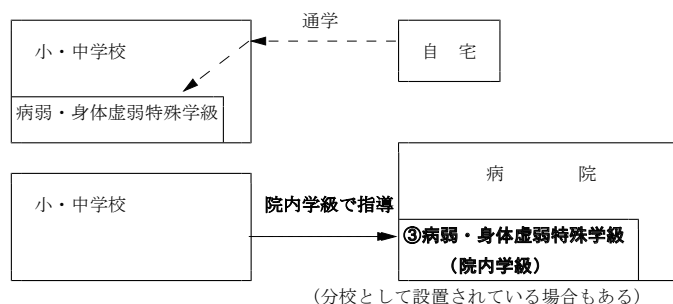 通学
小・中学校
自　宅
病弱・身体虚弱特殊学級
病　　院
小・中学校
院内学級で指導
③病弱・身体虚弱特殊学級
（院内学級）
（分校として設置されている場合もある）